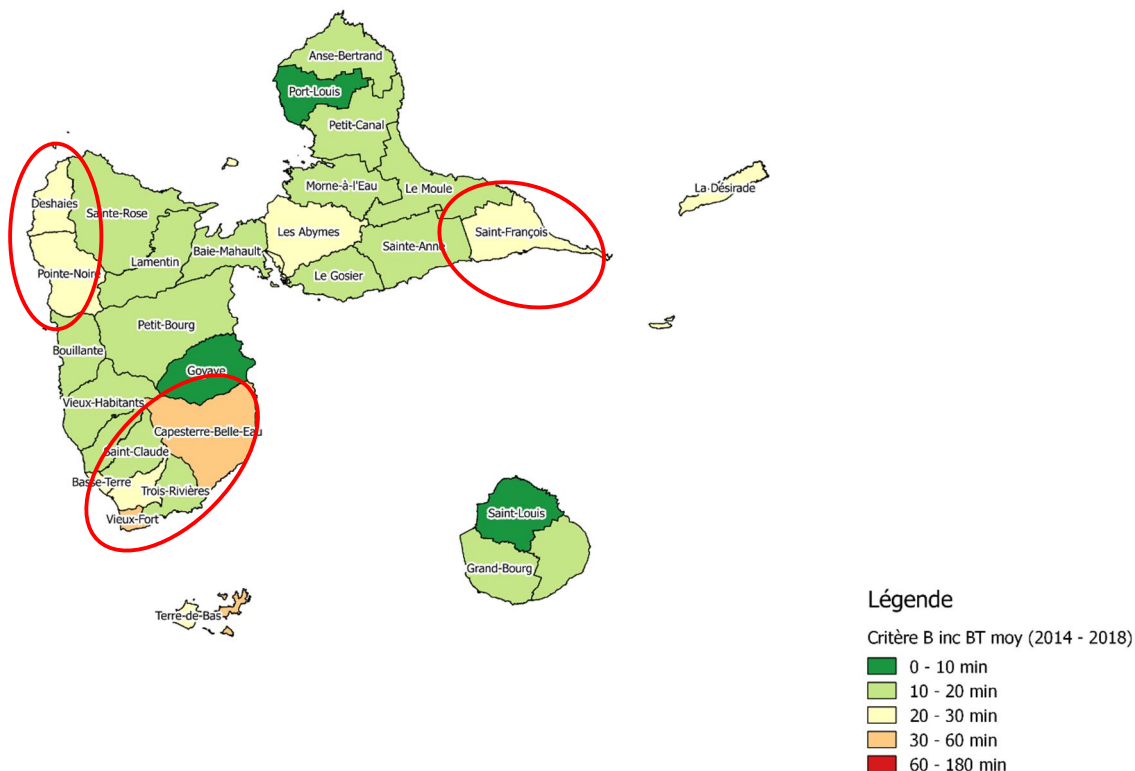 Anse-Bertrand
Port-Louis
Petit-Canal
Morne-à-l'Eau
Le Moule
La Désirade
Deshaies
Sainte-Rose
Les Abymes
Saint-François
Sainte-Anne
Baie-Mahault
Lamentin
Pointe-Noire
Le Gosier
Petit-Bourg
Bouillante
Goyave
Vieux-Habitants
Capesterre-Belle-Eau
Saint-Claude
Basse-Terre
Trois-Rivières
Vieux-Fort
Saint-Louis
Grand-Bourg
Terre-de-Bas
Légende
Critère B inc BT moy (2014 - 2018)
0 - 10 min
10 - 20 min
20 - 30 min
30 - 60 min
60 - 180 min